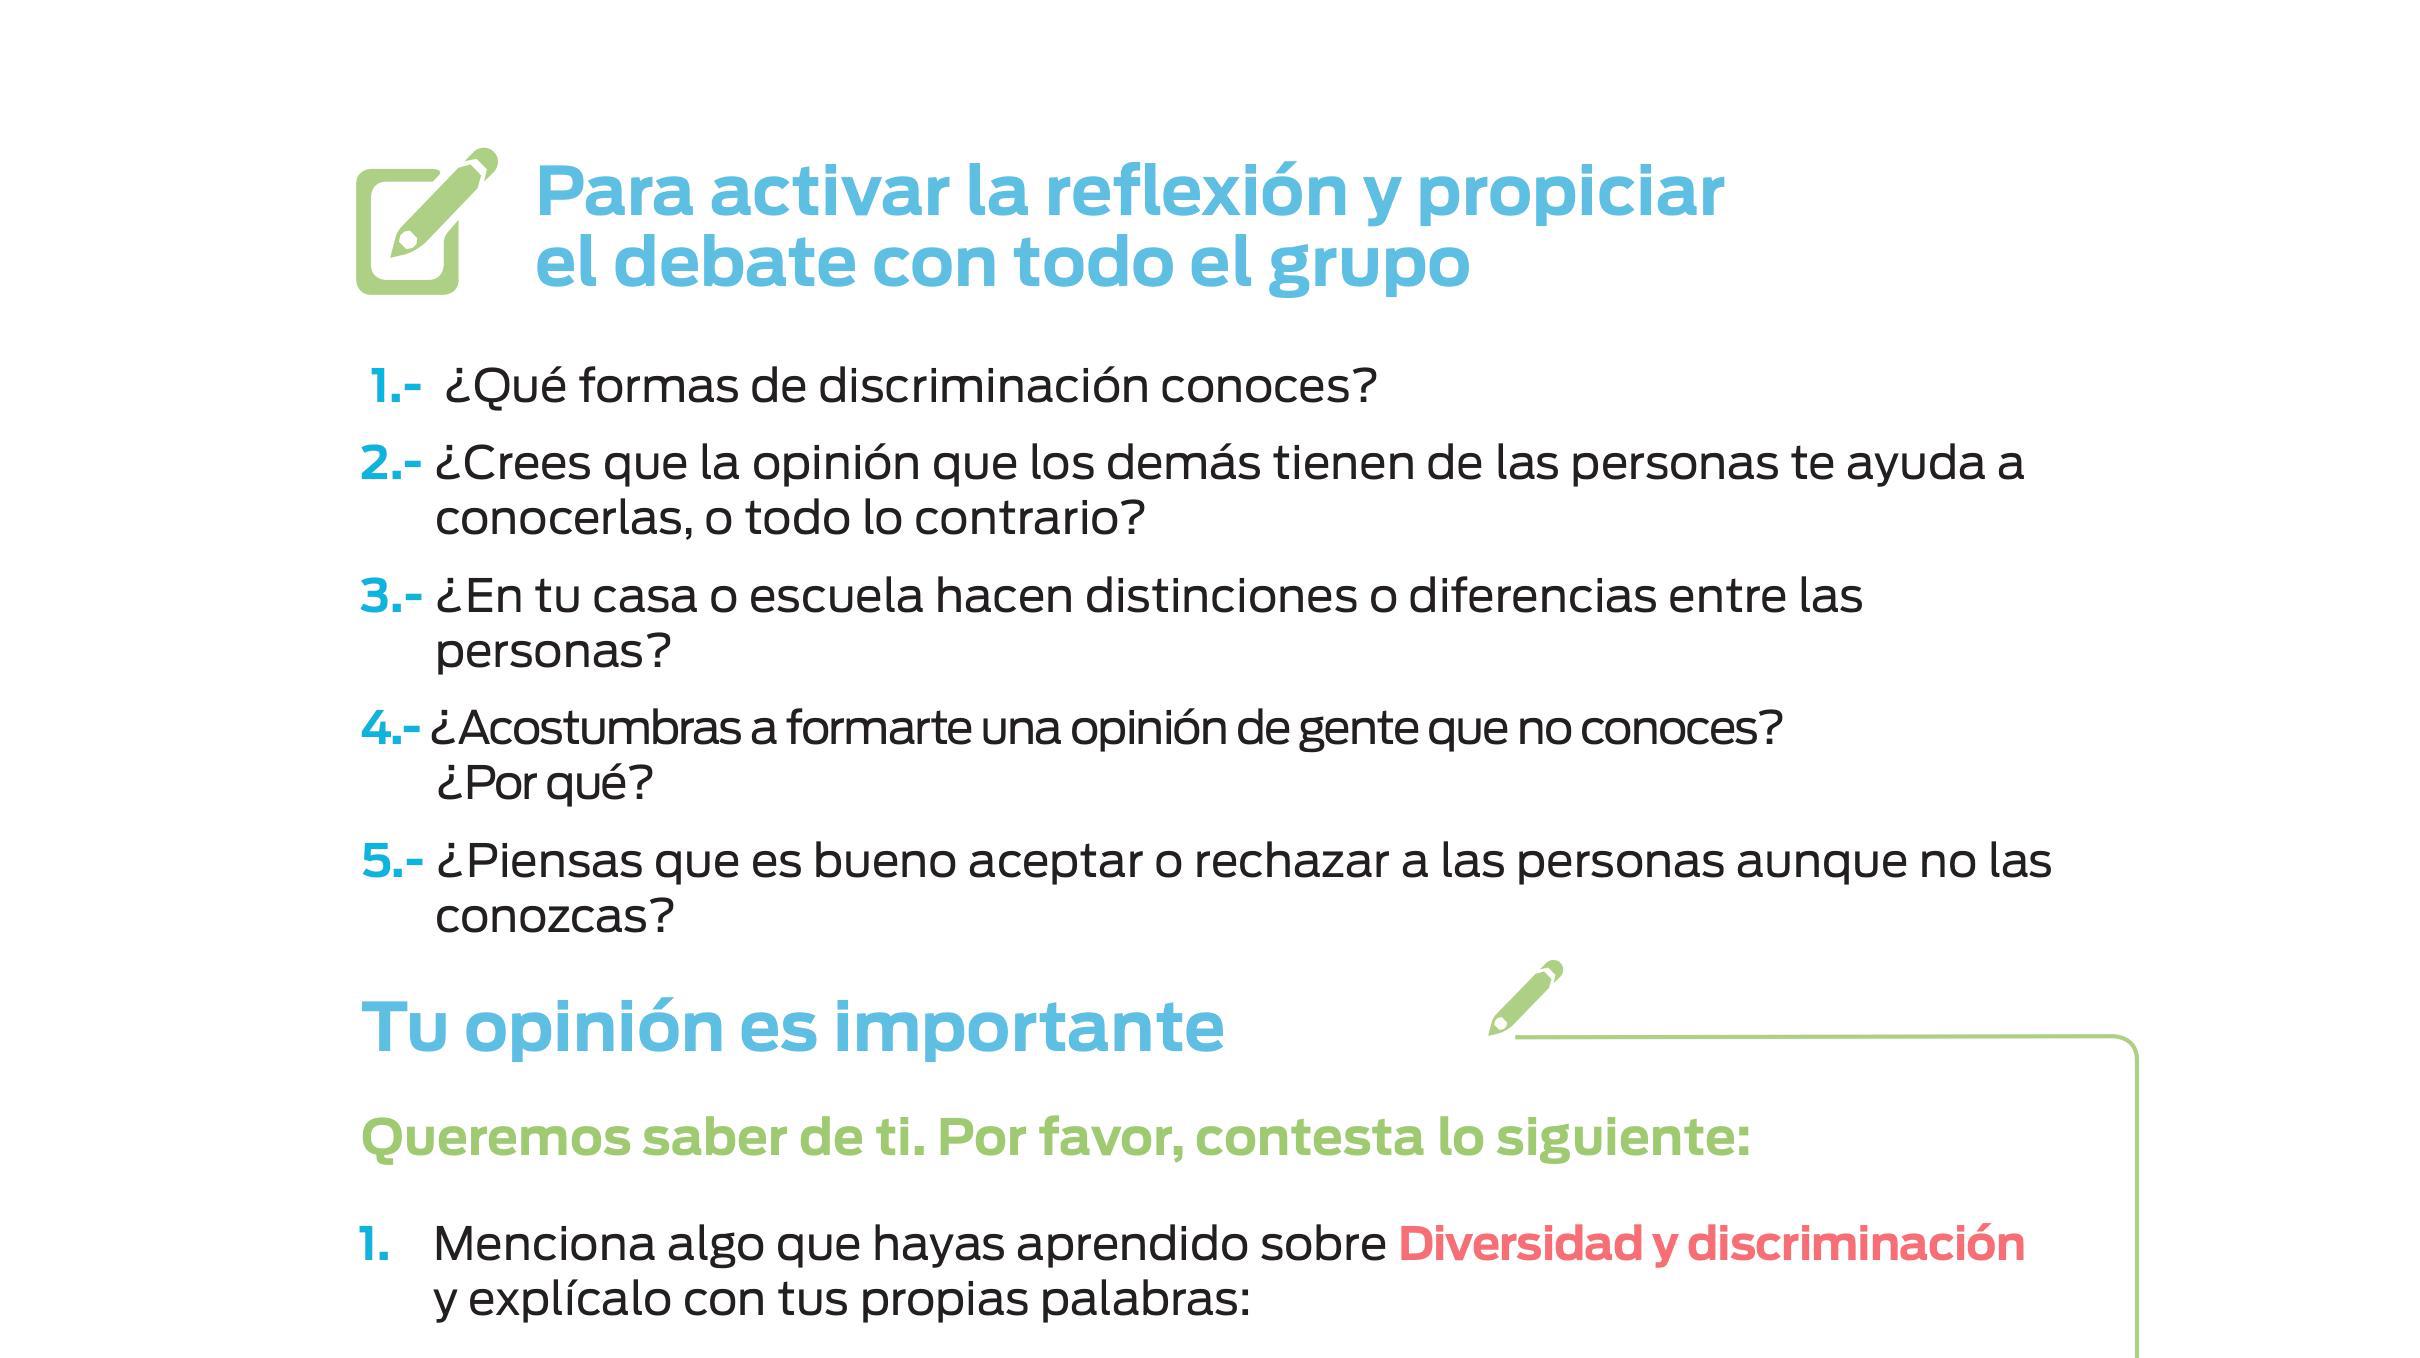 Para activar la reflexión y propiciar
el debate con todo el grupo
1.- ¿Qué formas de discriminación conoces?
2.- ¿Crees que la opinión que los demás tienen de las personas te ayuda a
conocerlas, o todo lo contrario?
3.- ¿En tu casa o escuela hacen distinciones o diferencias entre las
personas?
4.- ¿Acostumbras a formarte una opinión de gente que no conoces?
¿Por qué?
5.- ¿Piensas que es bueno aceptar o rechazar a las personas aunque no las
conozcas?
Tu opinión es importante
Queremos saber de ti. Por favor, contesta lo siguiente:
1. Menciona algo que hayas aprendido sobre Diversidad y discriminación
y explícalo con tus propias palabras: